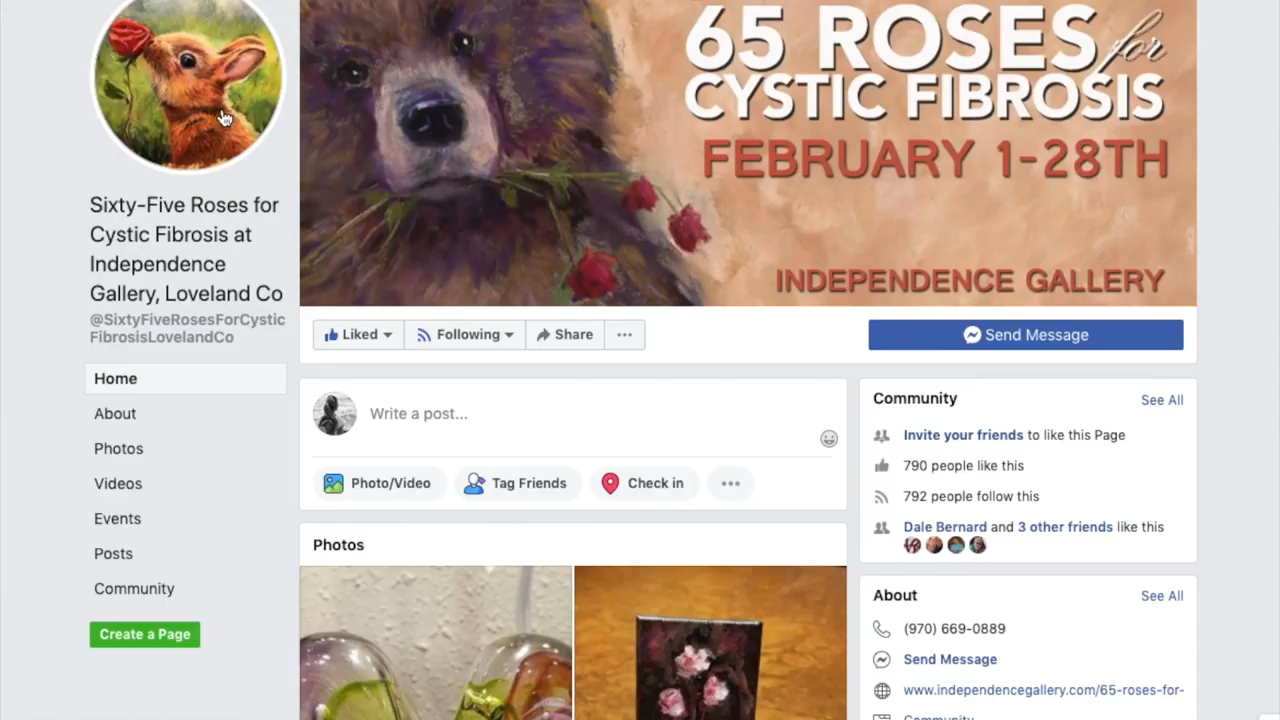 65 ROSES for
CYSTIC FIBROSIS
FEBRUARY 1-28TH
INDEPENDENCE GALLERY
Sixty-Five Roses for
Cystic Fibrosis at
Independence
Gallery, Loveland Co
@SixtyFiveRosesForCystic
FibrosisLovelandCo
Home
About
Photos
Videos
Events
Posts
Community
Create a Page
Liked
Following
Share
Send Message
Write a post...
Photo/Video
Tag Friends
Check in
Photos
Community
See All
Invite your friends to like this Page
790 people like this
792 people follow this
Dale Bernard and 3 other friends like this
About
See All
(970) 669-0889
Send Message
www.independencegallery.com/65-roses-for-
Community